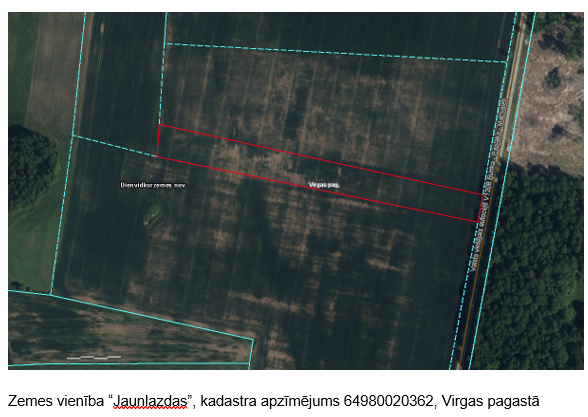 Dienvidkurzemes nov.
Virgas pag.
Zemes vienība “Jaunlazdas”, kadastra apzīmējums 64980020362, Virgas pagastā